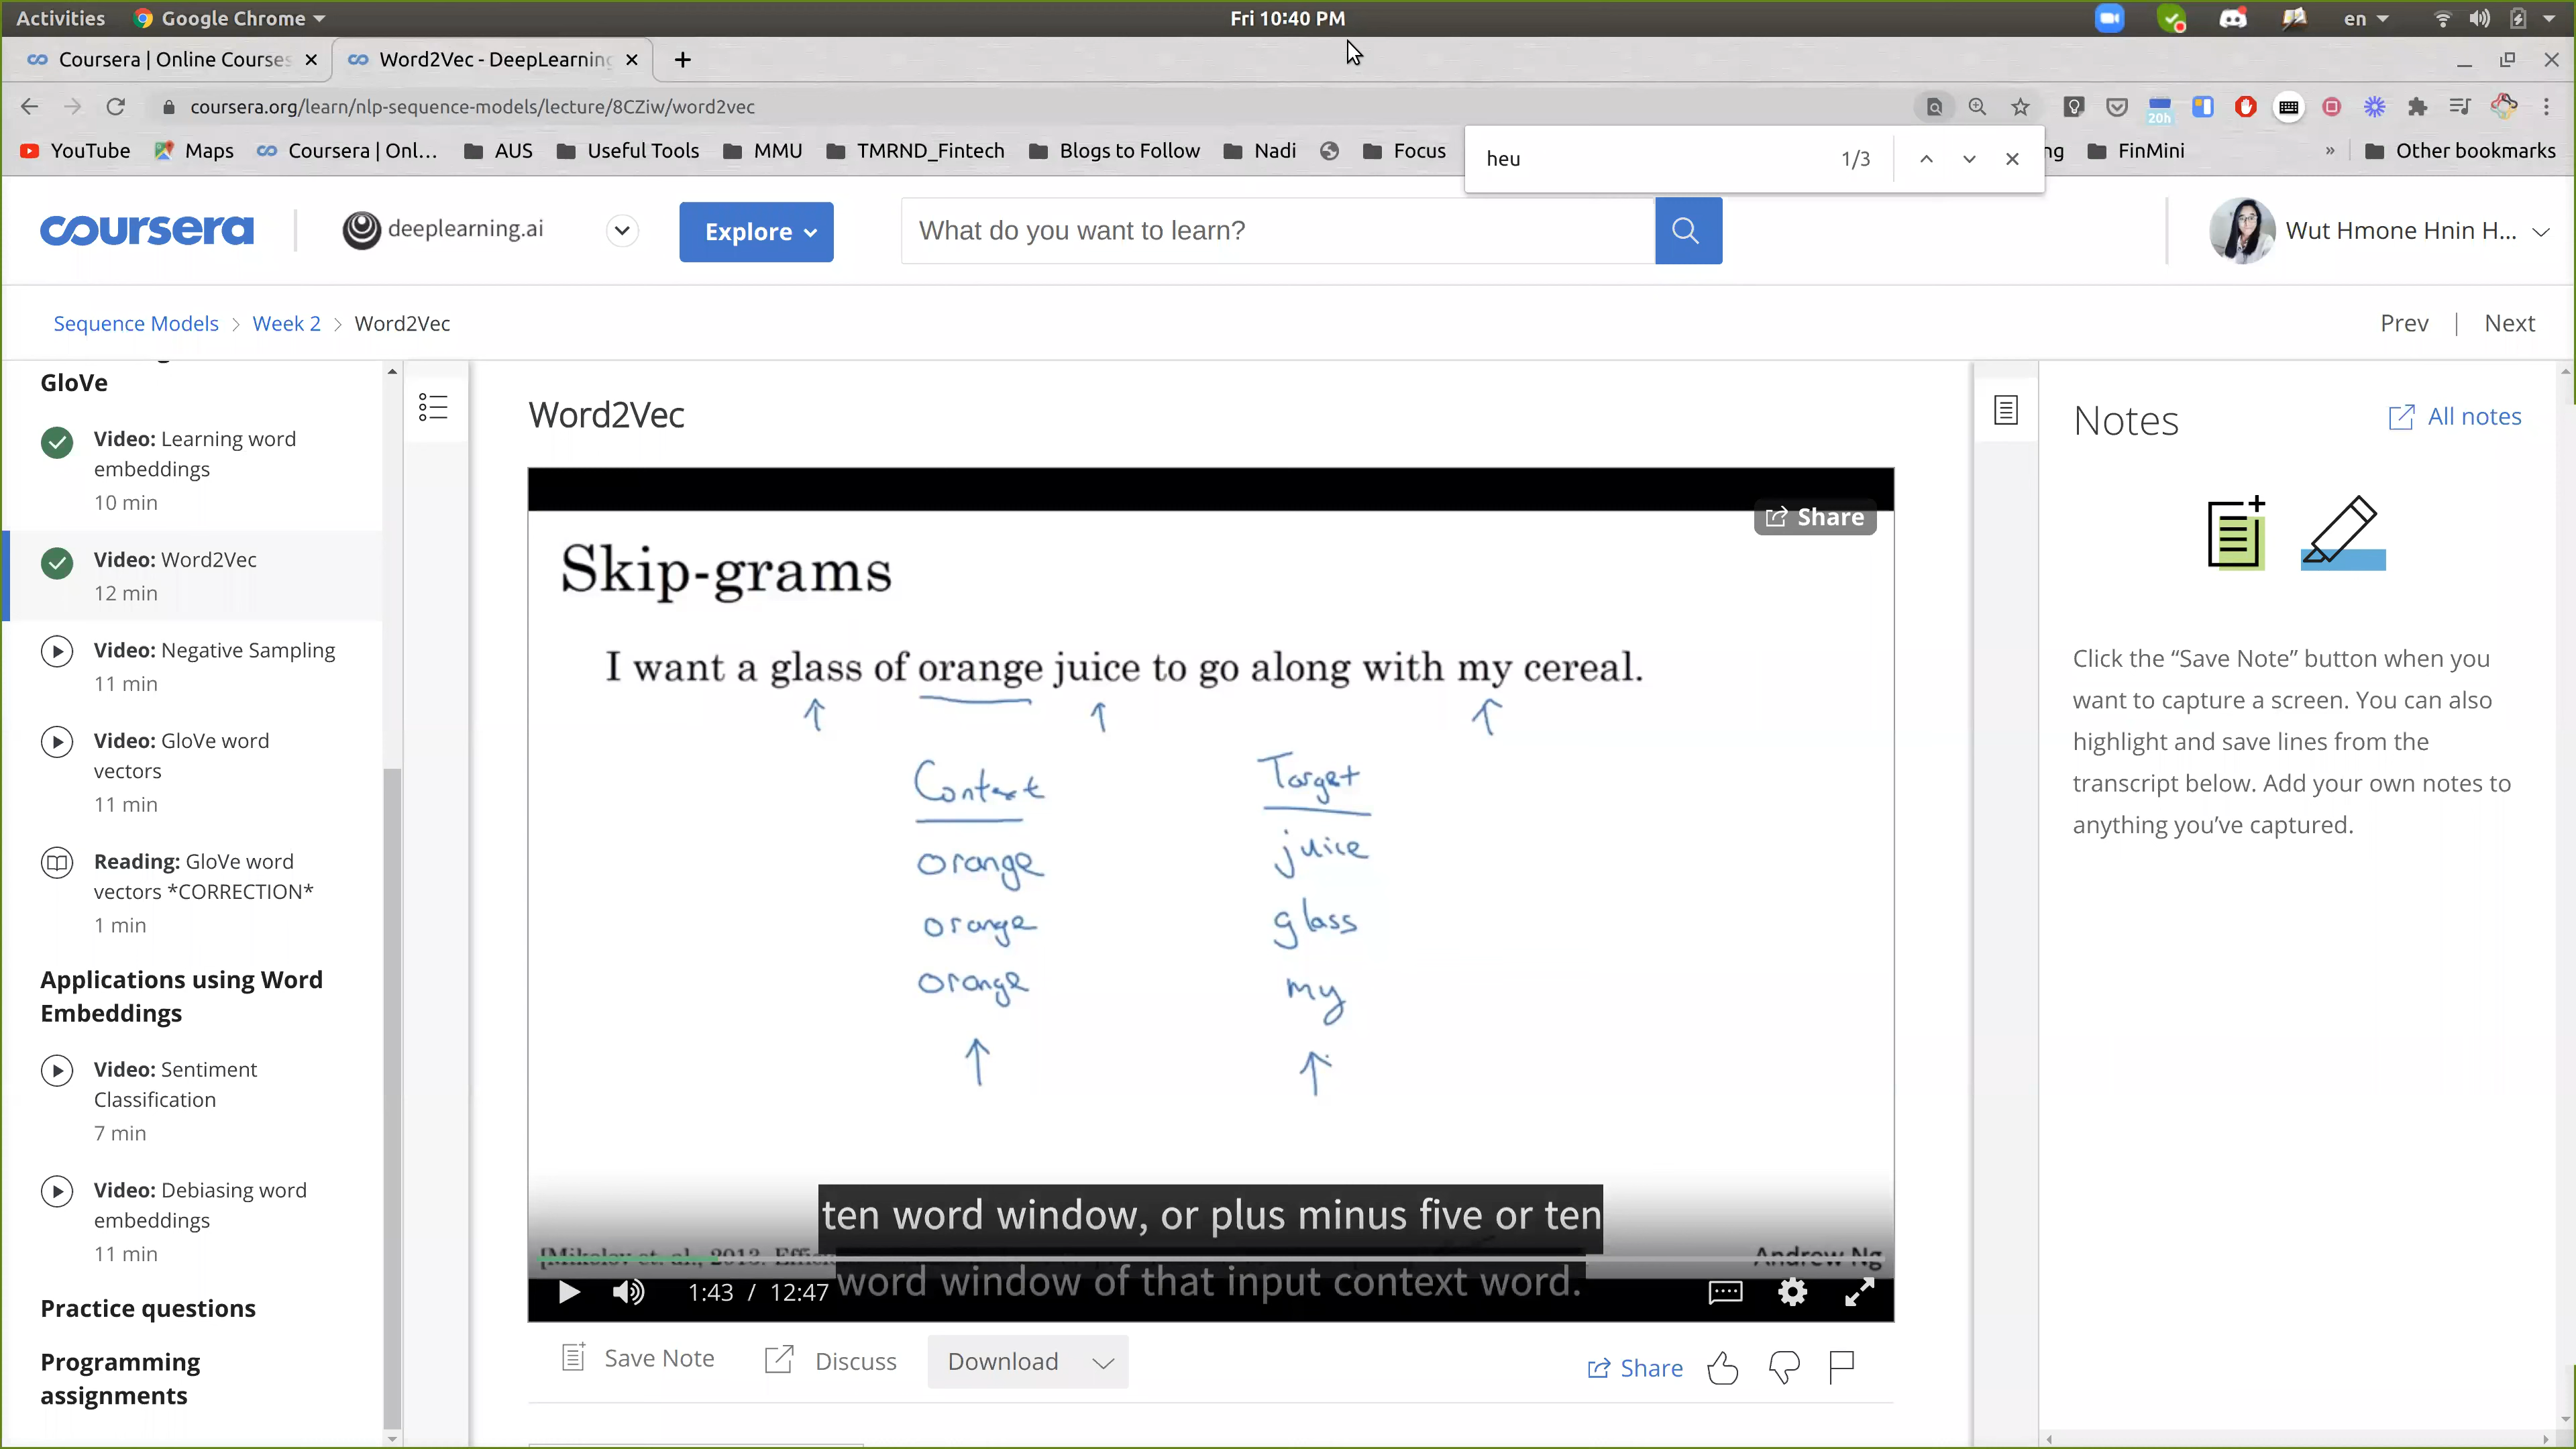 Activities
Google Chrome
Fri 10:40 PM
en
Coursera | Online Courses
Word2Vec - DeepLearning
coursera.org/learn/nlp-sequence-models/lecture/8CZiw/word2vec
20h
YouTube
Maps
Coursera | Onl...
AUS
Useful Tools
MMU
TMRND_Fintech
Blogs to Follow
Nadi
Focus
heu
1/3
ng
FinMini
»
Other bookmarks
coursera
deeplearning.ai
Explore
What do you want to learn?
Wut Hmone Hnin H...
Sequence Models > Week 2 > Word2Vec
Prev | Next
GloVe
Video: Learning word
embeddings
10 min
Video: Word2Vec
12 min
Video: Negative Sampling
11 min
Video: GloVe word
vectors
11 min
Reading: GloVe word
vectors *CORRECTION*
1 min
Applications using Word
Embeddings
Video: Sentiment
Classification
7 min
Video: Debiasing word
embeddings
11 min
Practice questions
Programming
assignments
Word2Vec
Share
Skip-grams
I want a glass of orange juice to go along with my cereal.
Context Target
orange juice
orange glass
orange my
ten word window, or plus minus five or ten
[Mikolov et. al., 2013.
Andrew Ng
word window of that input context word.
1:43 / 12:47
Save Note
Discuss
Download
Share
Notes
All notes
Click the “Save Note” button when you
want to capture a screen. You can also
highlight and save lines from the
transcript below. Add your own notes to
anything you’ve captured.